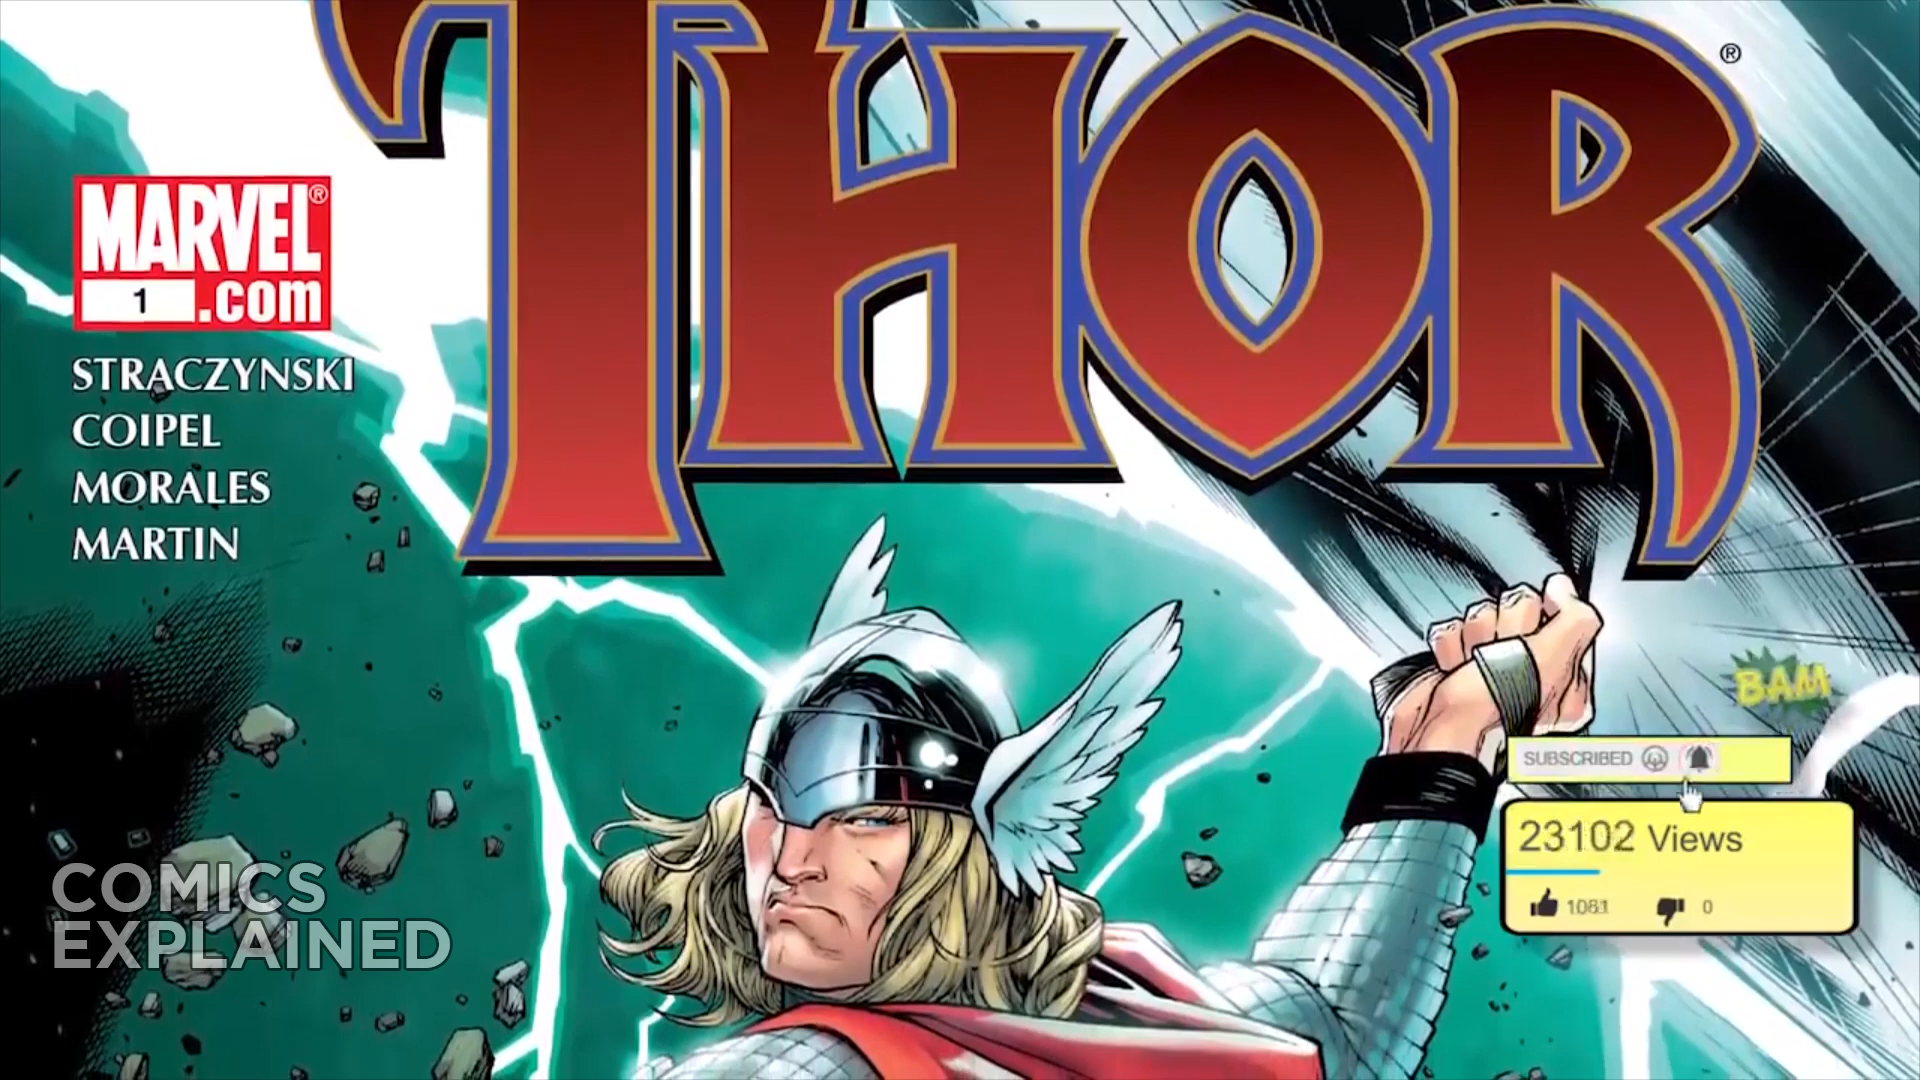 THOR
®
MARVEL®
1 .com
STRACZYNSKI
COIPEL
MORALES
MARTIN
BAM
SUBSCRIBED
23102 Views
1081 0
COMICS
EXPLAINED